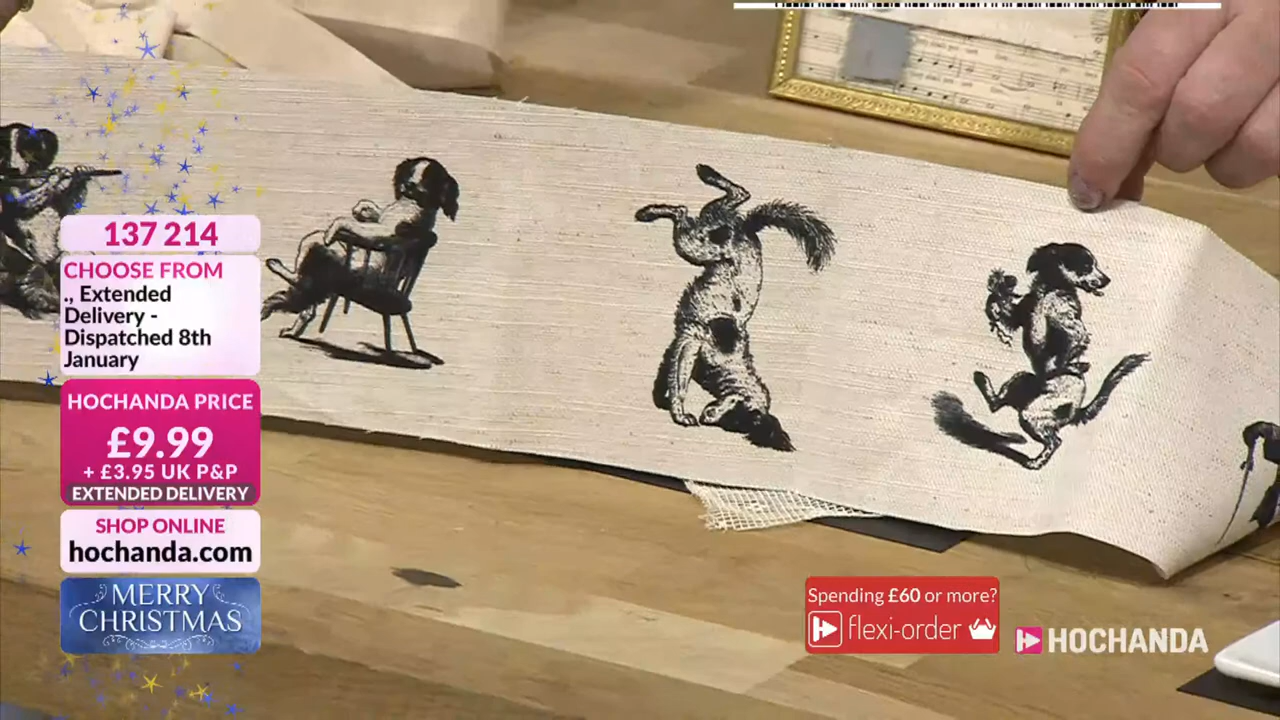 137 214
CHOOSE FROM
., Extended
Delivery -
Dispatched 8th
January
HOCHANDA PRICE
£9.99
+ £3.95 UK P&P
EXTENDED DELIVERY
SHOP ONLINE
hochanda.com
MERRY
CHRISTMAS
Spending £60 or more?
flexi-order
HOCHANDA